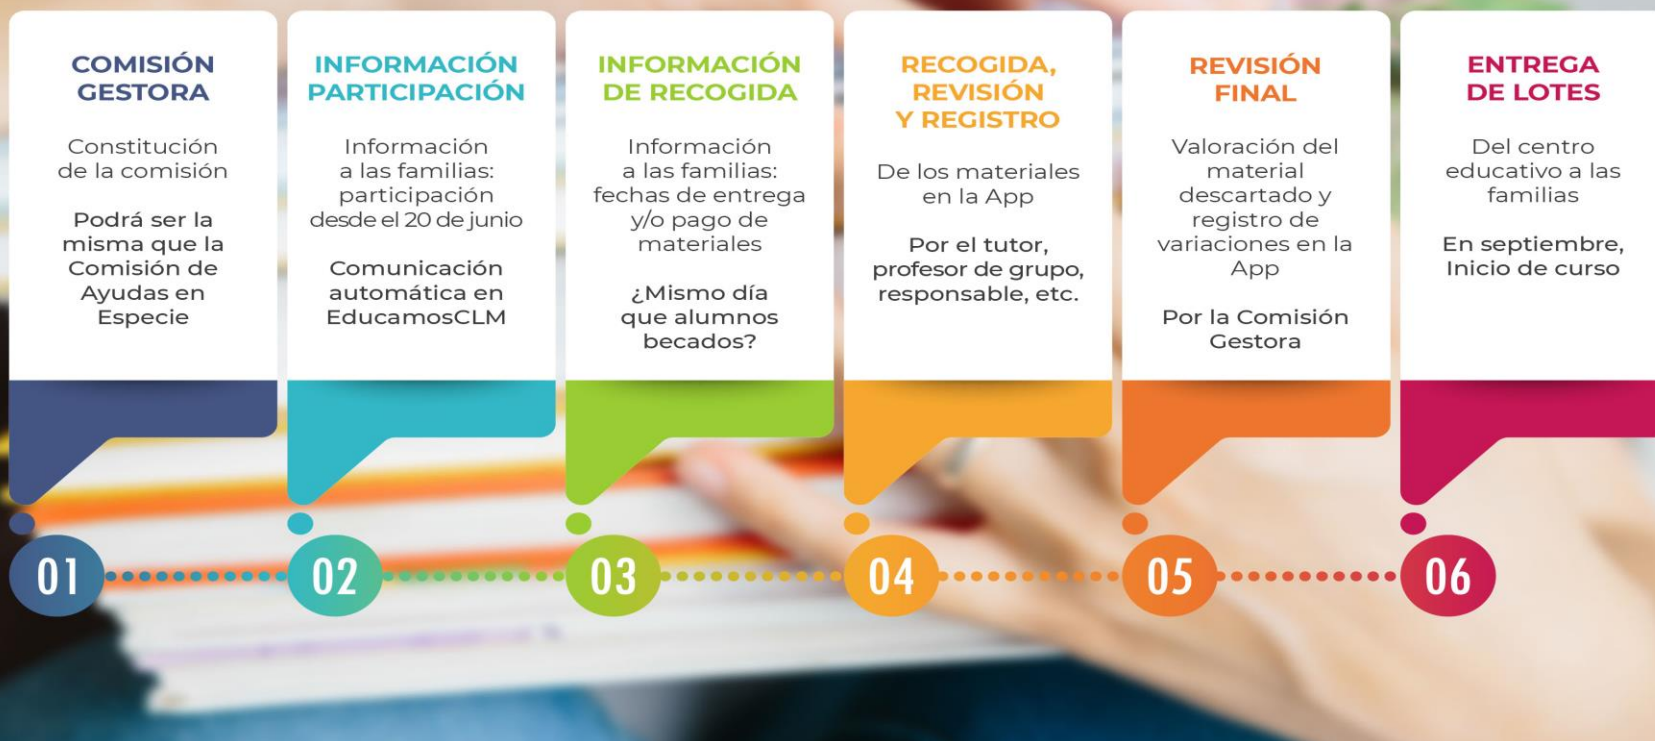 COMISIÓN
GESTORA
Constitución
de la comisión
Podrá ser la
misma que la
Comisión de
Ayudas en
Especie
01
INFORMACIÓN
PARTICIPACIÓN
Información
a las familias:
participación
desde el 20 de junio
Comunicación
automática en
EducamosCLM
02
INFORMACIÓN
DE RECOGIDA
Información
a las familias:
fechas de entrega
y/o pago de
materiales
¿Mismo día
que alumnos
becados?
03
RECOGIDA,
REVISIÓN
Y REGISTRO
De los materiales
en la App
Por el tutor,
profesor de grupo,
responsable, etc.
04
REVISIÓN
FINAL
Valoración del
material
descartado y
registro de
variaciones en la
App
Por la Comisión
Gestora
05
ENTREGA
DE LOTES
Del centro
educativo a las
familias
En septiembre,
Inicio de curso
06